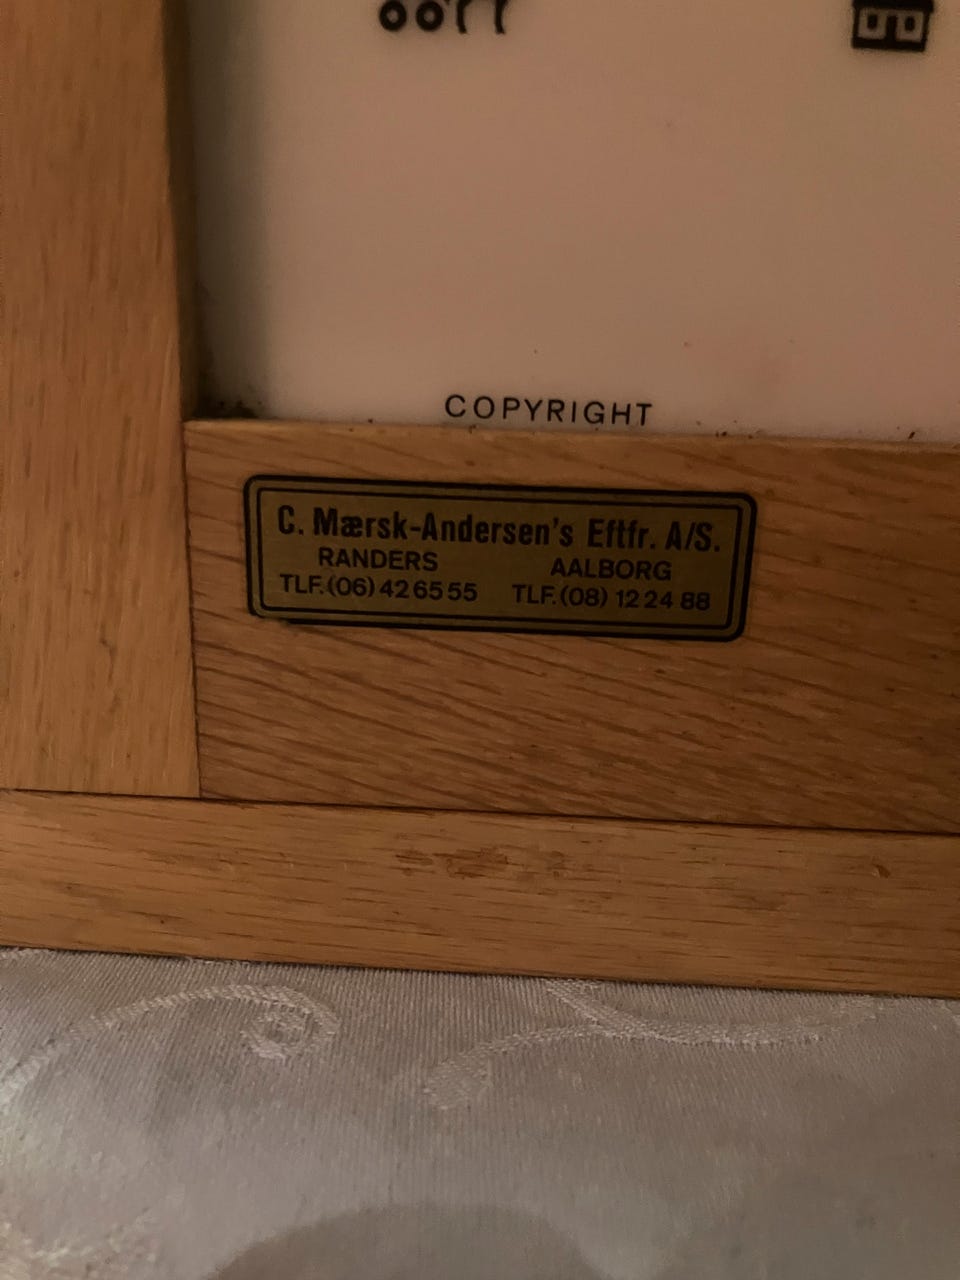 COPYRIGHT
C. Mærsk-Andersen's Eftfr. A/S.
RANDERS AALBORG
TLF.(06) 42 65 55 TLF.(08) 12 24 88